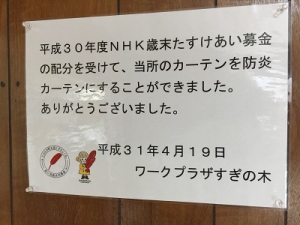 平成３０年度ＮＨＫ歳末たすけあい募金
の配分を受けて、当所のカーテンを防炎
カーテンにすることができました。
ありがとうございました。
平成３１年４月１９日
ワークプラザすぎの木